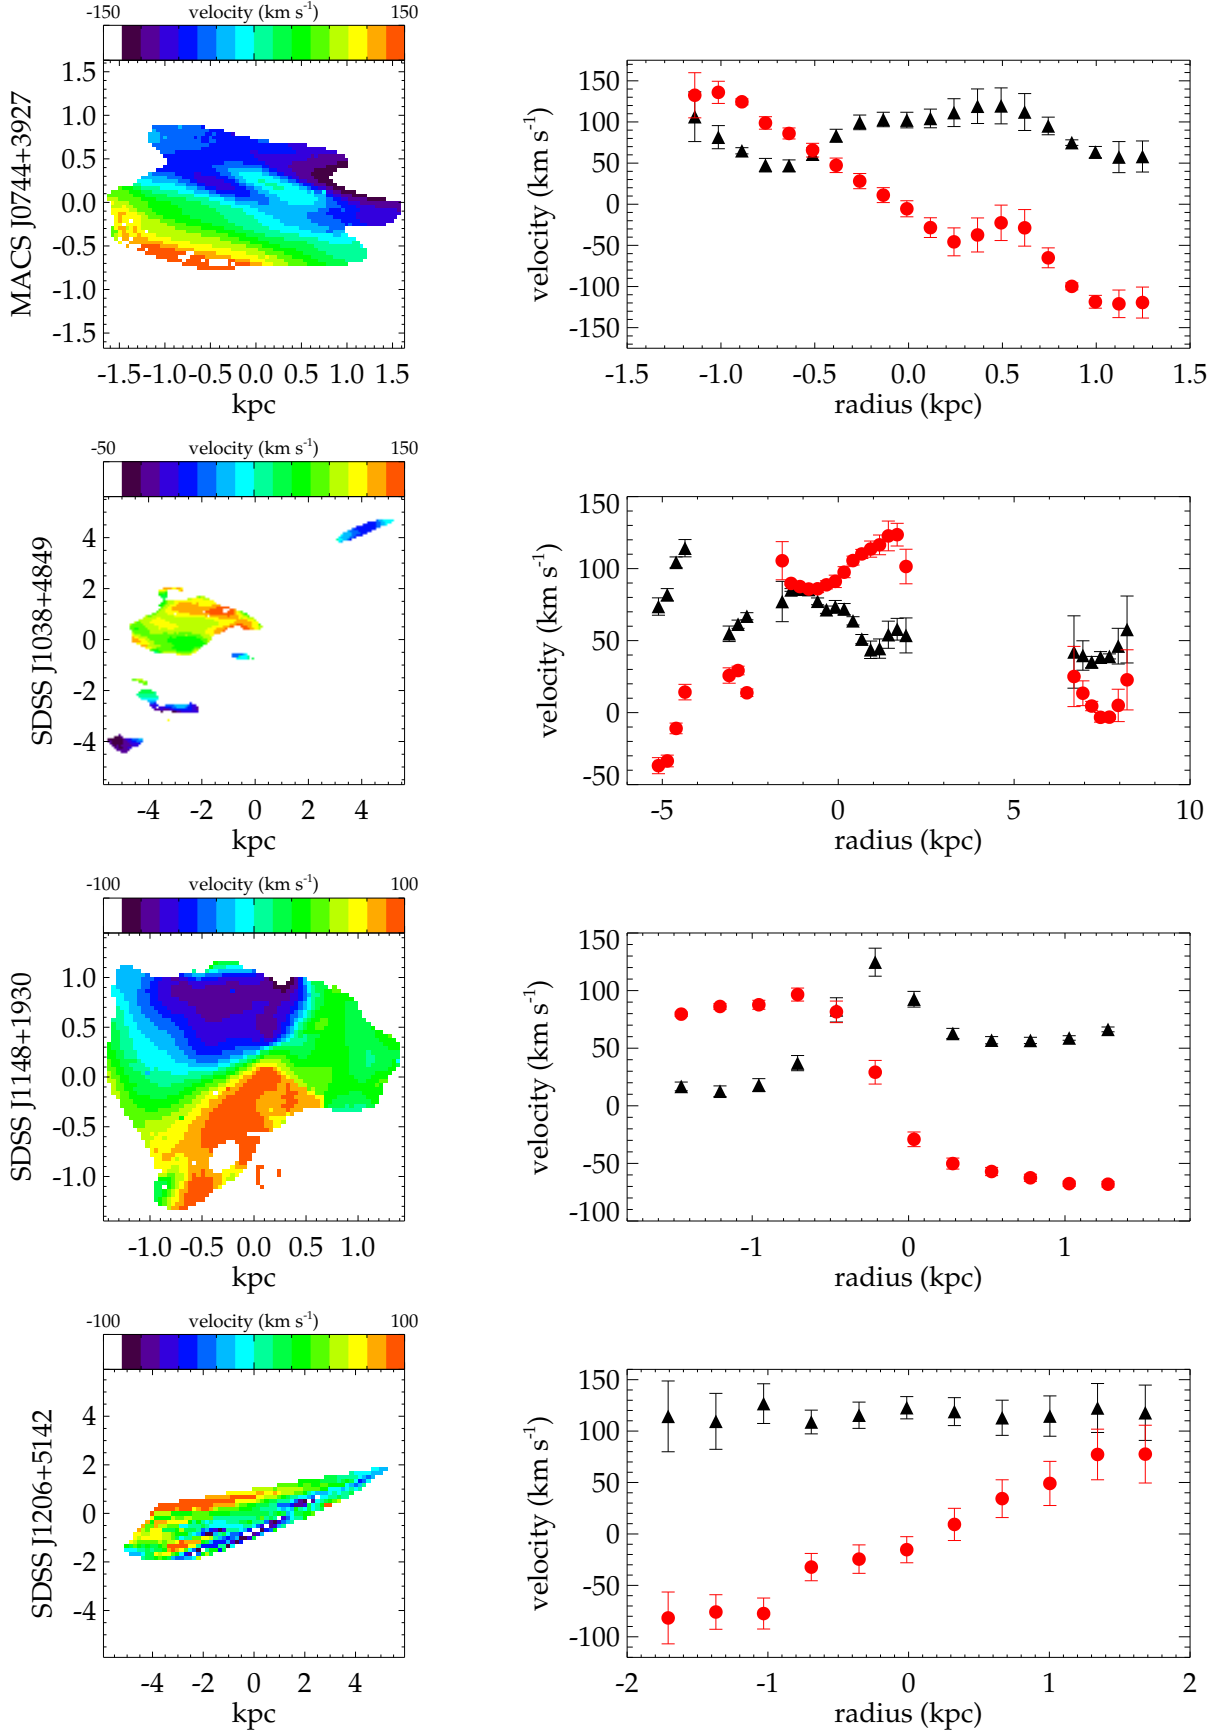 -150 velocity (km s⁻¹) 150
MACS J0744+3927
1.5
1.0
0.5
0.0
-0.5
-1.0
-1.5
-1.5 -1.0 -0.5 0.0 0.5 1.0 1.5
kpc
velocity (km s⁻¹)
150
100
50
0
-50
-100
-150
-1.5 -1.0 -0.5 0.0 0.5 1.0 1.5
radius (kpc)
-50 velocity (km s⁻¹) 150
SDSS J1038+4849
4
2
0
-2
-4
-4 -2 0 2 4
kpc
velocity (km s⁻¹)
150
100
50
0
-50
-5 0 5 10
radius (kpc)
-100 velocity (km s⁻¹) 100
SDSS J1148+1930
1.0
0.5
0.0
-0.5
-1.0
-1.0 -0.5 0.0 0.5 1.0
kpc
velocity (km s⁻¹)
150
100
50
0
-50
-100
-1 0 1
radius (kpc)
-100 velocity (km s⁻¹) 100
SDSS J1206+5142
4
2
0
-2
-4
-4 -2 0 2 4
kpc
velocity (km s⁻¹)
150
100
50
0
-50
-100
-2 -1 0 1 2
radius (kpc)